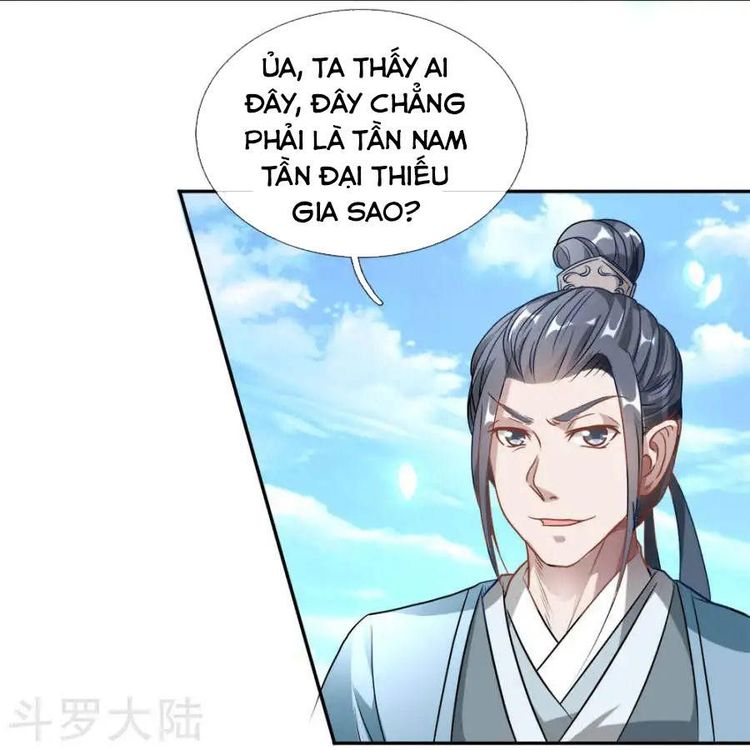 ỦA, TA THẤY AI
ĐÂY, ĐÂY CHẲNG
PHẢI LÀ TẦN NAM
TẦN ĐẠI THIẾU
GIA SAO?
斗罗大陆